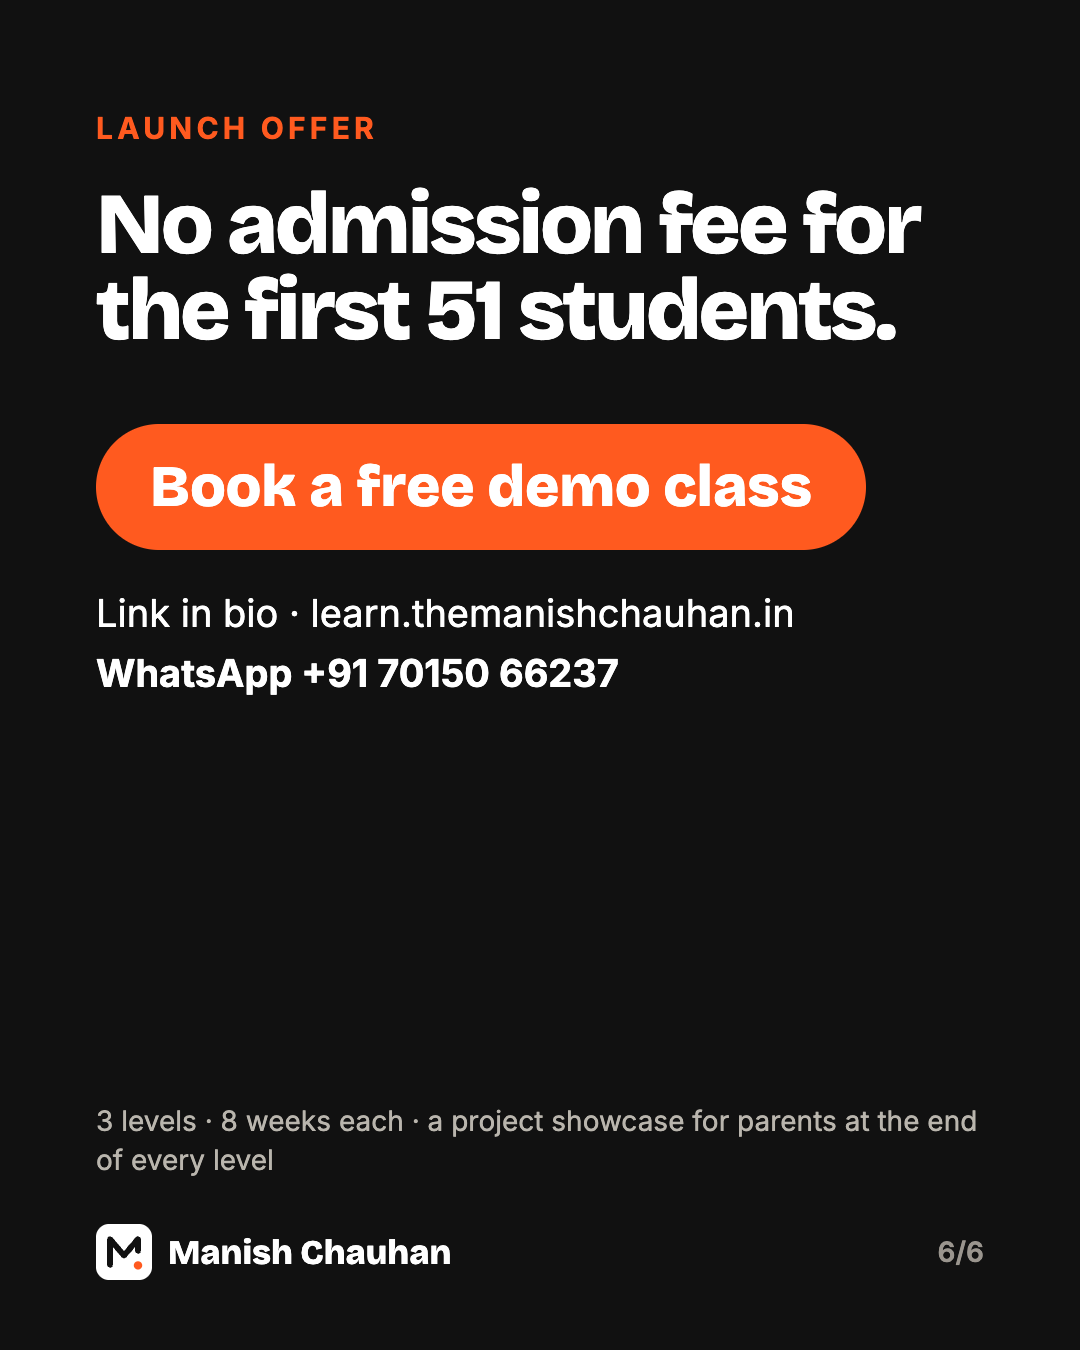 LAUNCH OFFER
No admission fee for
the first 51 students.
Book a free demo class
Link in bio · learn.themanishchauhan.in
WhatsApp +91 70150 66237
3 levels · 8 weeks each · a project showcase for parents at the end
of every level
M
Manish Chauhan
6/6